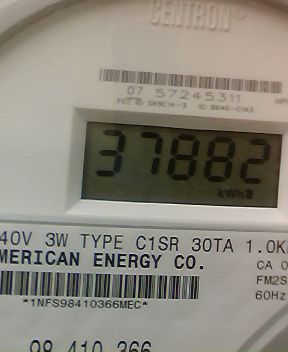 CENTRON®
07 57245311
37882
kWh
40V 3W TYPE C1SR 30TA 1.0K
MERICAN ENERGY CO.
CA 0
FM2S
*1NFS98410366MEC*
60Hz
98 410 366